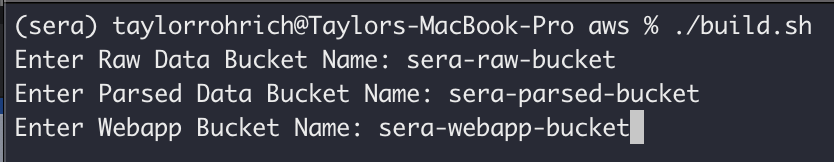 (sera) taylorrohrich@Taylors-MacBook-Pro aws % ./build.sh
Enter Raw Data Bucket Name: sera-raw-bucket
Enter Parsed Data Bucket Name: sera-parsed-bucket
Enter Webapp Bucket Name: sera-webapp-bucket